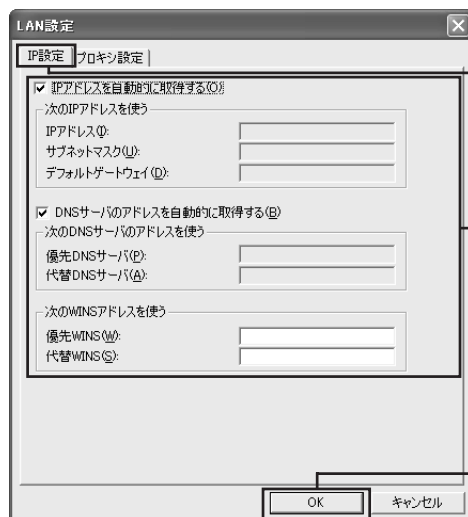 LAN設定
IP設定
プロキシ設定
IPアドレスを自動的に取得する(O)
次のIPアドレスを使う
IPアドレス(I):
サブネットマスク(U):
デフォルトゲートウェイ(D):
DNSサーバのアドレスを自動的に取得する(B)
次のDNSサーバのアドレスを使う
優先DNSサーバ(P):
代替DNSサーバ(A):
次のWINSアドレスを使う
優先WINS(W):
代替WINS(S):
OK
キャンセル